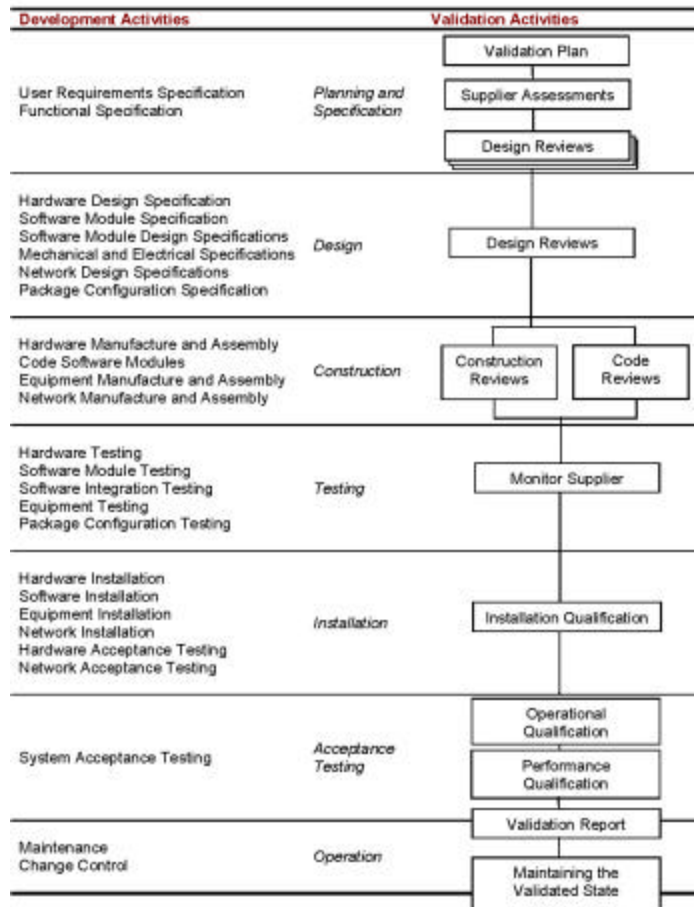 Development Activities
Validation Activities
User Requirements Specification
Functional Specification
Planning and
Specification
Validation Plan
Supplier Assessments
Design Reviews
Hardware Design Specification
Software Module Specification
Software Module Design Specifications
Mechanical and Electrical Specifications
Network Design Specifications
Package Configuration Specification
Design
Design Reviews
Hardware Manufacture and Assembly
Code Software Modules
Equipment Manufacture and Assembly
Network Manufacture and Assembly
Construction
Construction
Reviews
Code
Reviews
Hardware Testing
Software Module Testing
Software Integration Testing
Equipment Testing
Package Configuration Testing
Testing
Monitor Supplier
Hardware Installation
Software Installation
Equipment Installation
Network Installation
Hardware Acceptance Testing
Network Acceptance Testing
Installation
Installation Qualification
System Acceptance Testing
Acceptance
Testing
Operational
Qualification
Performance
Qualification
Validation Report
Maintenance
Change Control
Operation
Maintaining the
Validated State